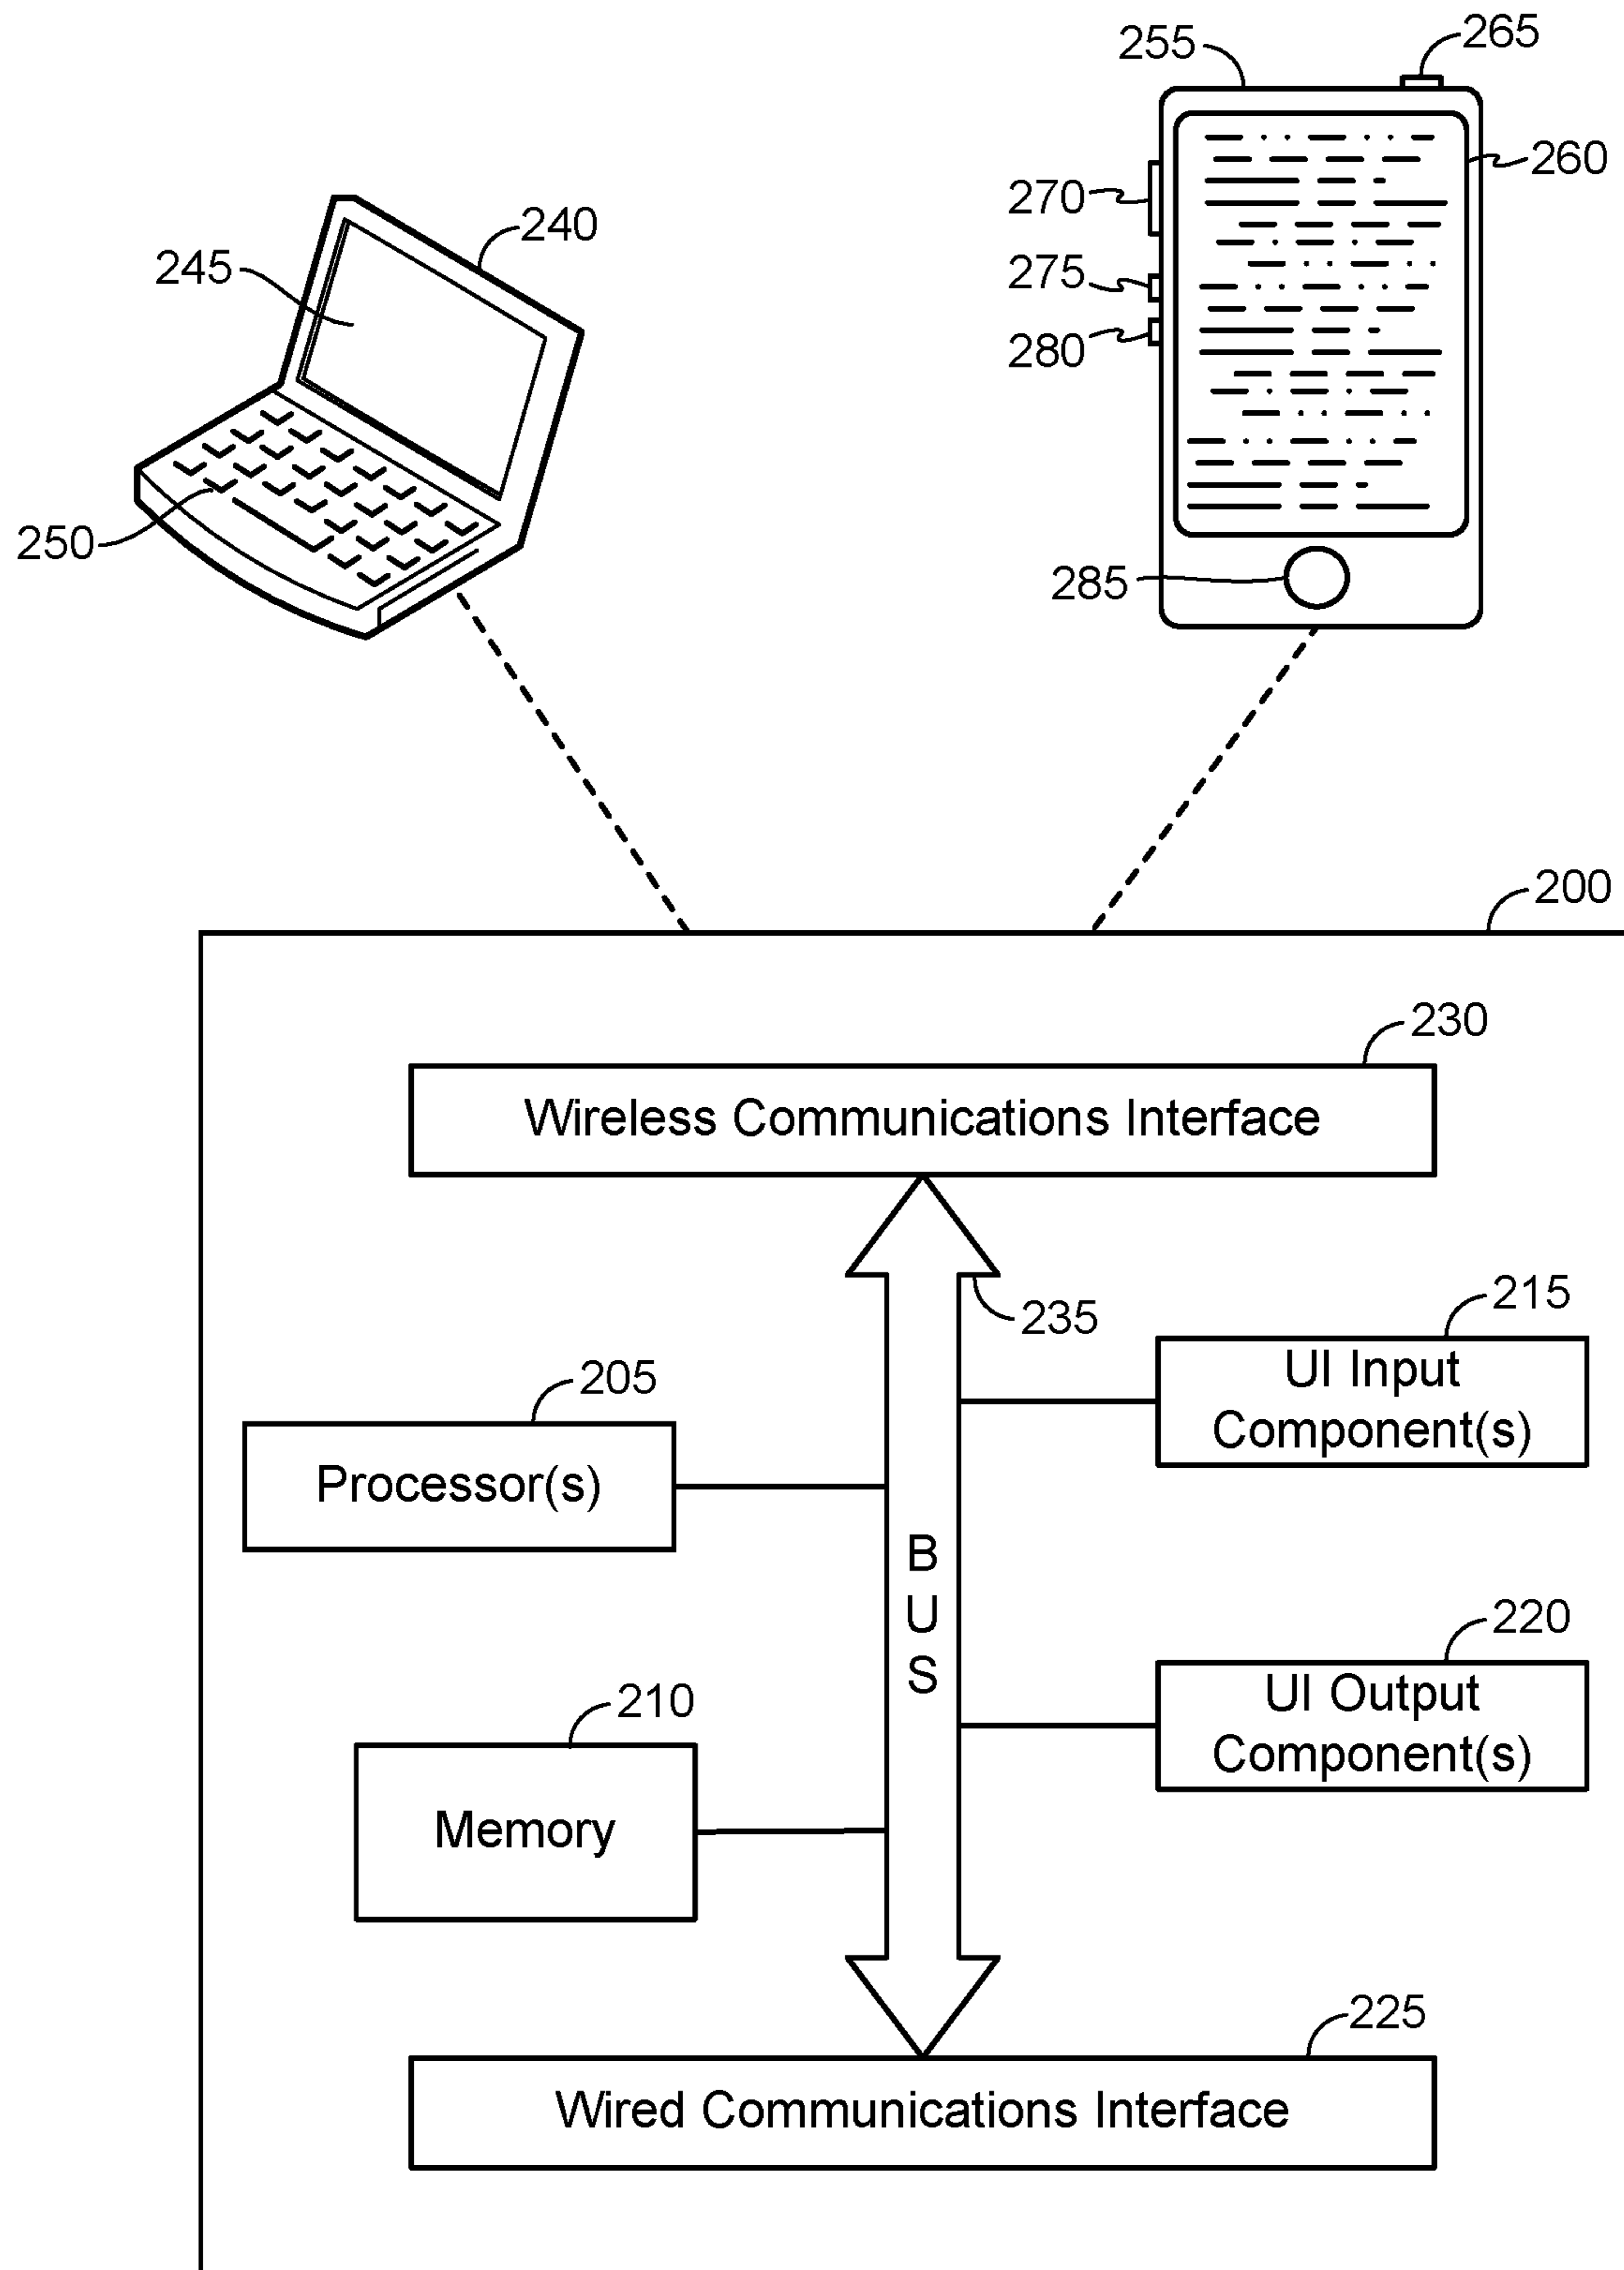 255
265
260
270
240
245
275
280
250
285
200
230
Wireless Communications Interface
235
215
UI Input
Component(s)
205
Processor(s)
B
U
S
220
UI Output
Component(s)
210
Memory
225
Wired Communications Interface